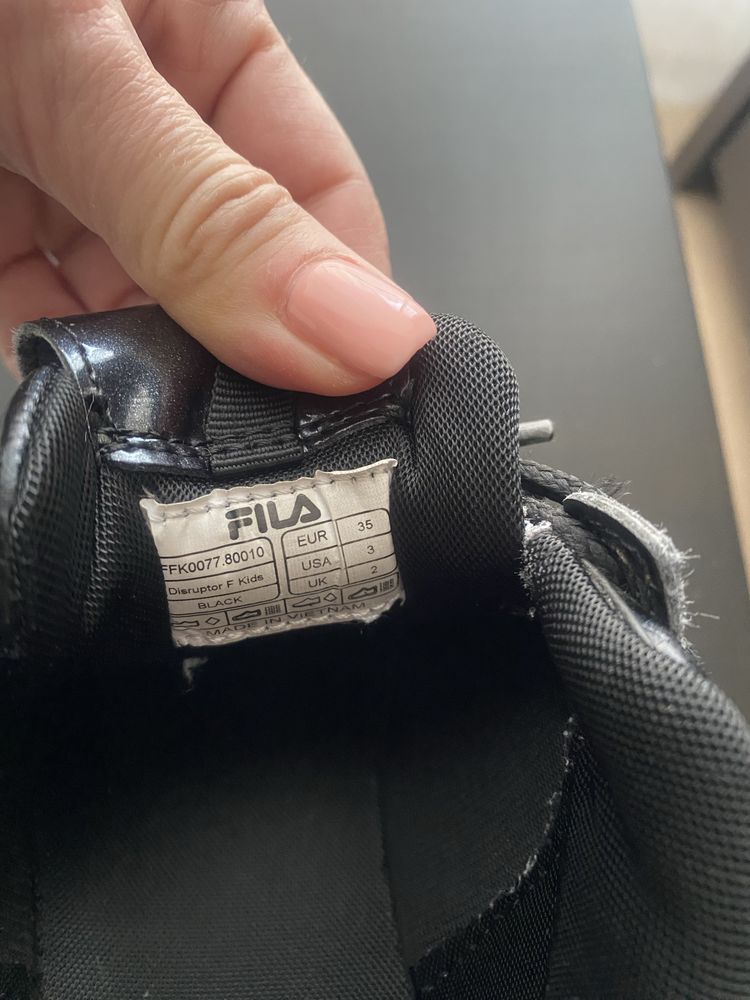 FILA
FFK0077.80010
Disruptor F Kids
BLACK
EUR 35
USA 3
UK 2
MADE IN VIETNAM